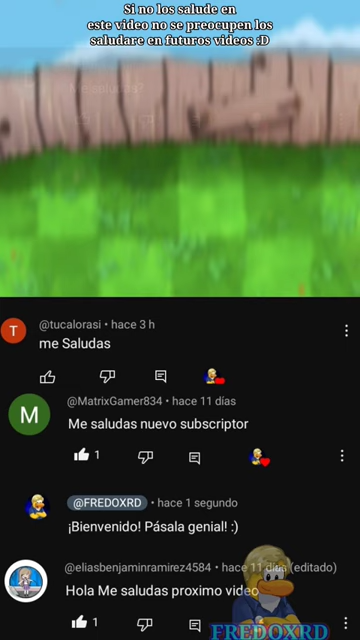 Si no los salude en
este video no se preocupen los
saludare en futuros videos :D
Me saludas?
@tucalorasi • hace 3 h
T
me Saludas
@MatrixGamer834 • hace 11 días
M
Me saludas nuevo subscriptor
1
@FREDOXRD • hace 1 segundo
¡Bienvenido! Pásala genial! :)
@eliasbenjaminramirez4584 • hace 11 días (editado)
Hola Me saludas proximo video
1
FREDOXRD